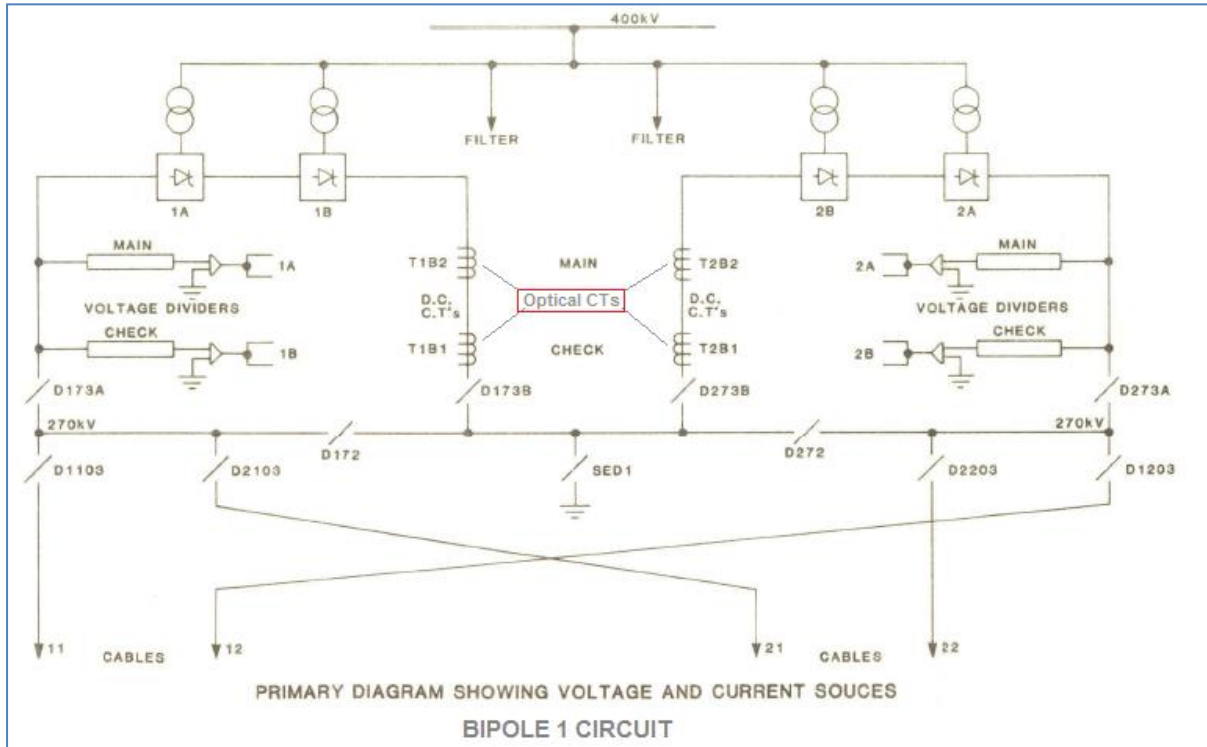 400kV
FILTER
FILTER
1A
1B
2B
2A
MAIN
1A
T1B2
MAIN
T2B2
2A
MAIN
VOLTAGE DIVIDERS
D.C.
C.T's
Optical CTs
D.C.
C.T's
VOLTAGE DIVIDERS
CHECK
1B
T1B1
CHECK
T2B1
2B
CHECK
D173A
D173B
D273B
D273A
270kV
270kV
D172
D272
D1103
D2103
SED1
D2203
D1203
11
CABLES
12
21
CABLES
22
PRIMARY DIAGRAM SHOWING VOLTAGE AND CURRENT SOUCES
BIPOLE 1 CIRCUIT